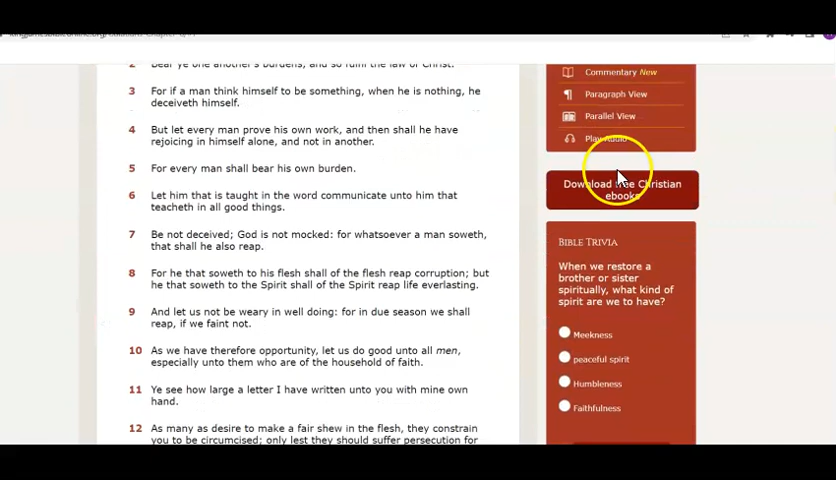 2 Bear ye one another's burdens, and so fulfil the law of Christ.
3 For if a man think himself to be something, when he is nothing, he
deceiveth himself.
4 But let every man prove his own work, and then shall he have
rejoicing in himself alone, and not in another.
5 For every man shall bear his own burden.
6 Let him that is taught in the word communicate unto him that
teacheth in all good things.
7 Be not deceived; God is not mocked: for whatsoever a man soweth,
that shall he also reap.
8 For he that soweth to his flesh shall of the flesh reap corruption; but
he that soweth to the Spirit shall of the Spirit reap life everlasting.
9 And let us not be weary in well doing: for in due season we shall
reap, if we faint not.
10 As we have therefore opportunity, let us do good unto all men,
especially unto them who are of the household of faith.
11 Ye see how large a letter I have written unto you with mine own
hand.
12 As many as desire to make a fair shew in the flesh, they constrain
you to be circumcised; only lest they should suffer persecution for
Commentary New
Paragraph View
Parallel View
Play Audio
Download Free Christian
ebooks
BIBLE TRIVIA
When we restore a
brother or sister
spiritually, what kind of
spirit are we to have?
Meekness
peaceful spirit
Humbleness
Faithfulness